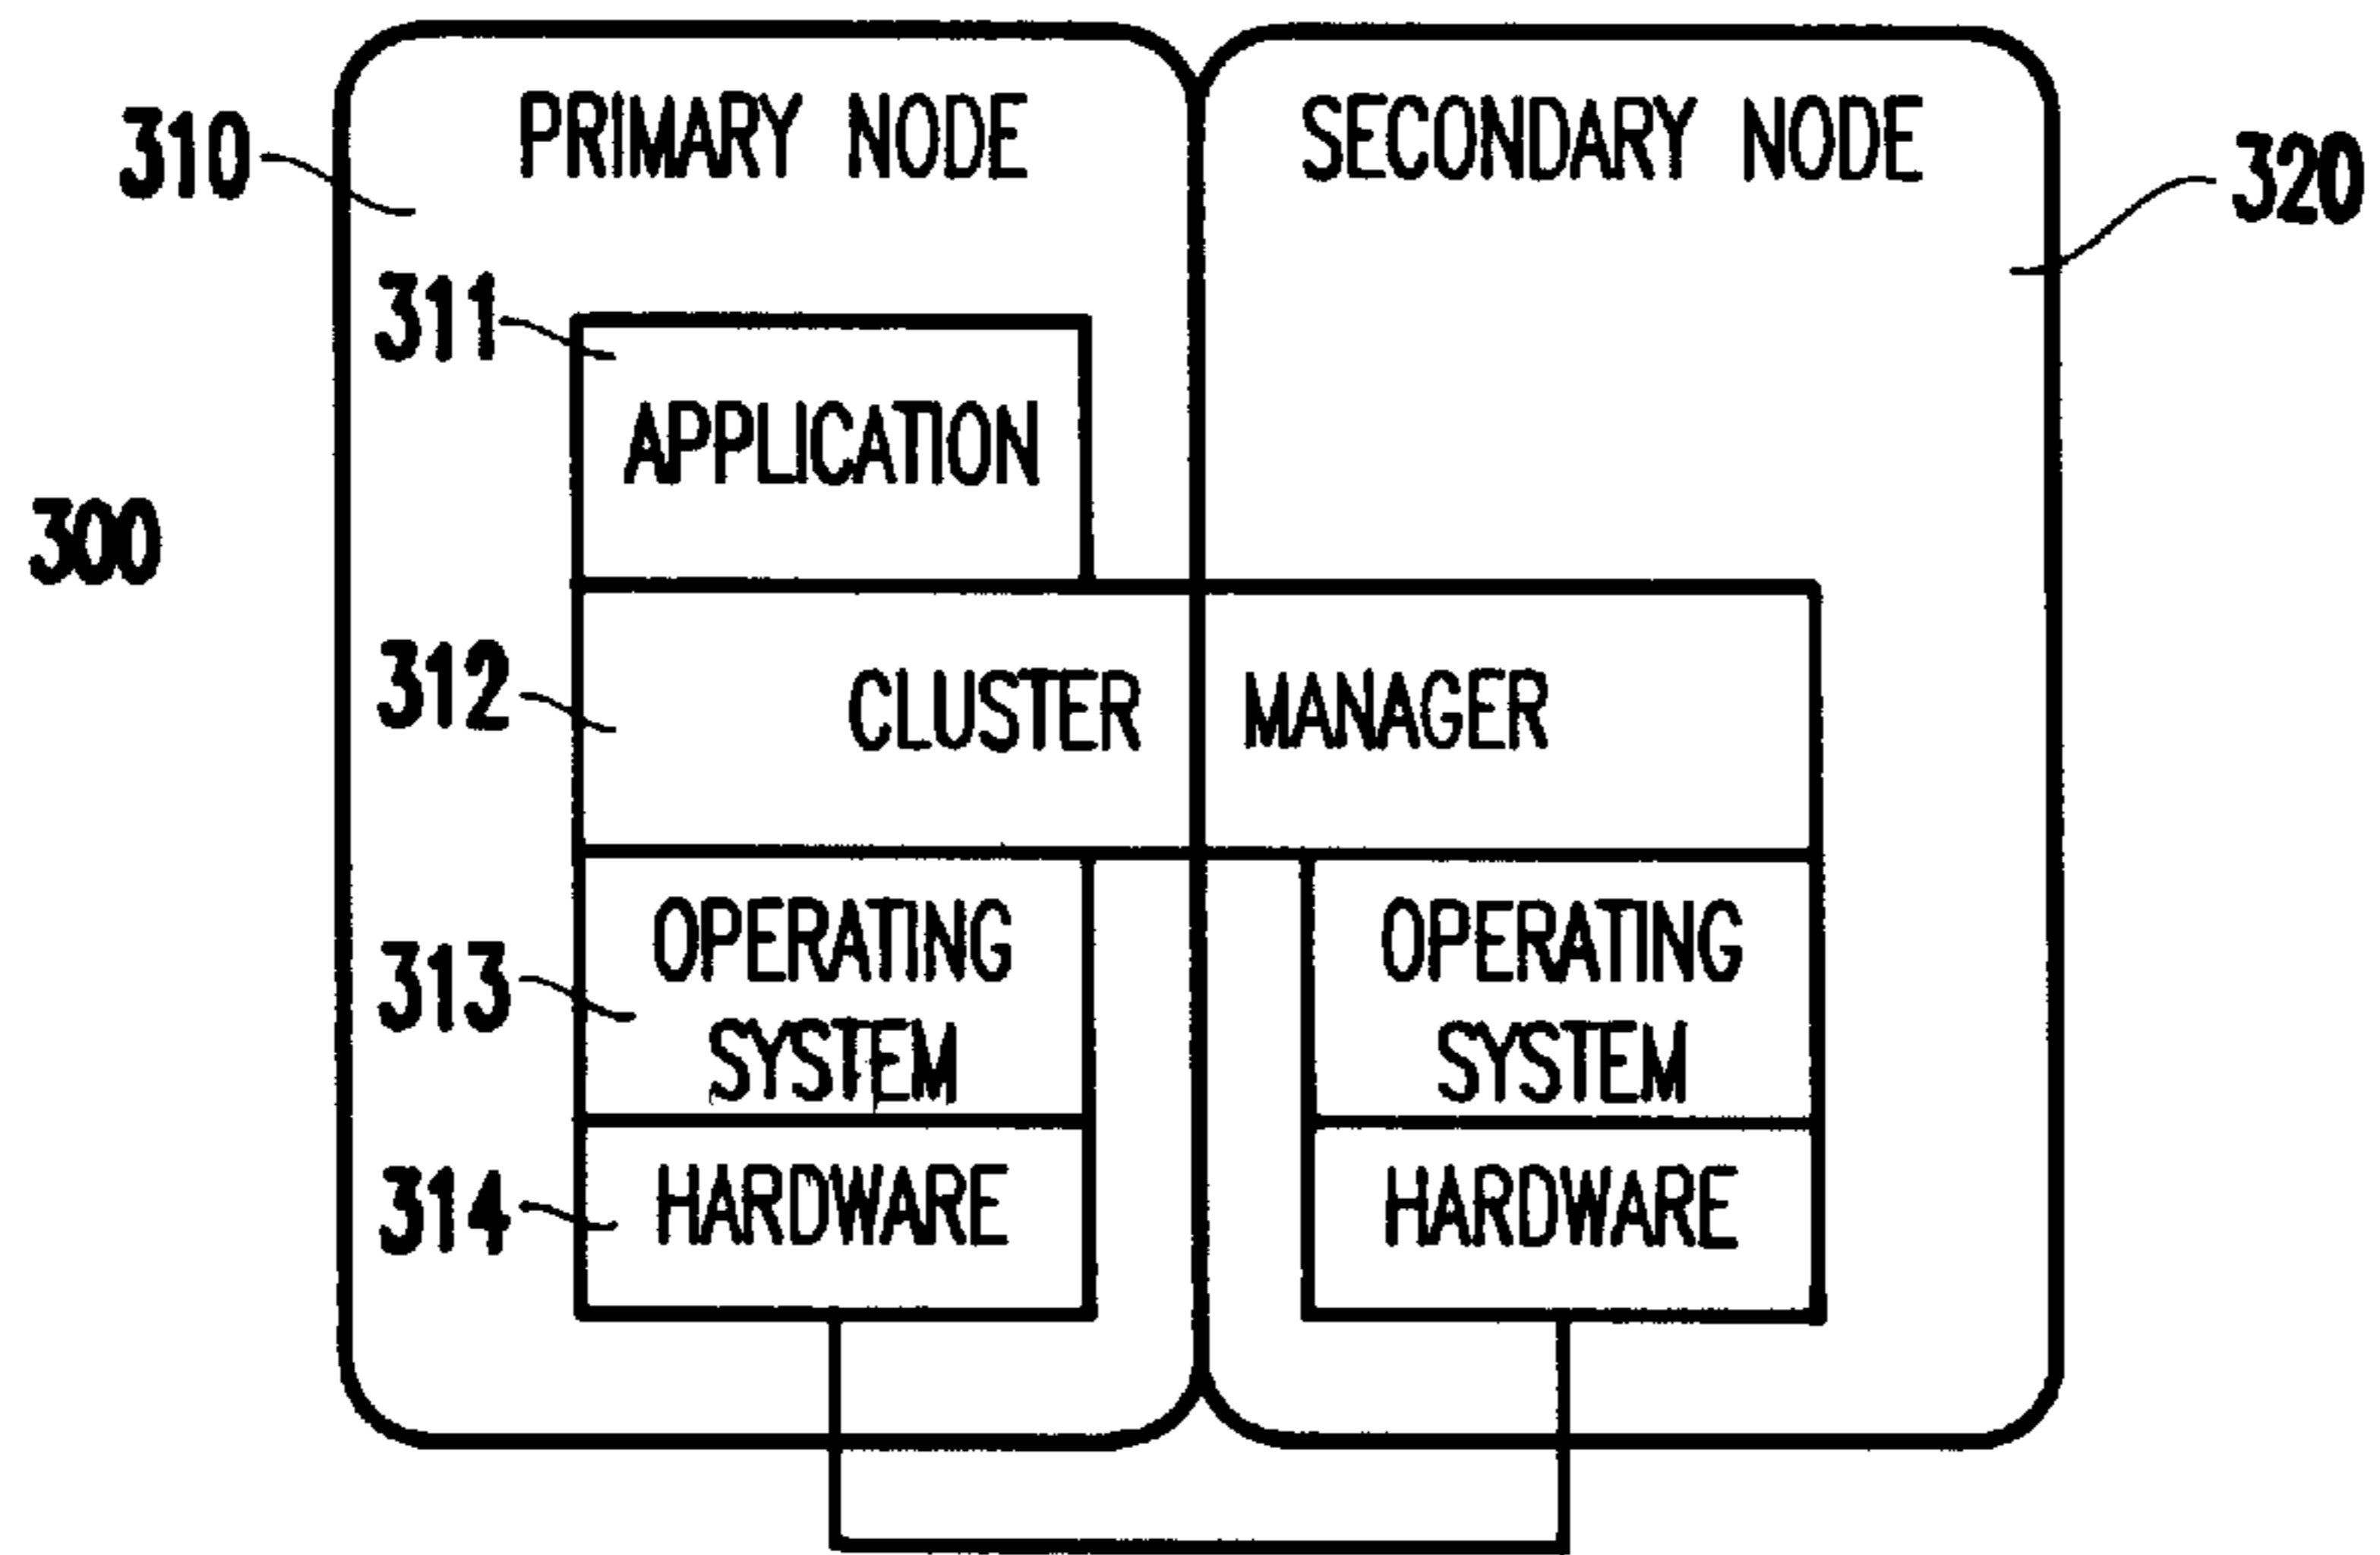 PRIMARY NODE
SECONDARY NODE
310
320
311
APPLICATION
300
312
CLUSTER MANAGER
313
OPERATING
SYSTEM
OPERATING
SYSTEM
314
HARDWARE
HARDWARE